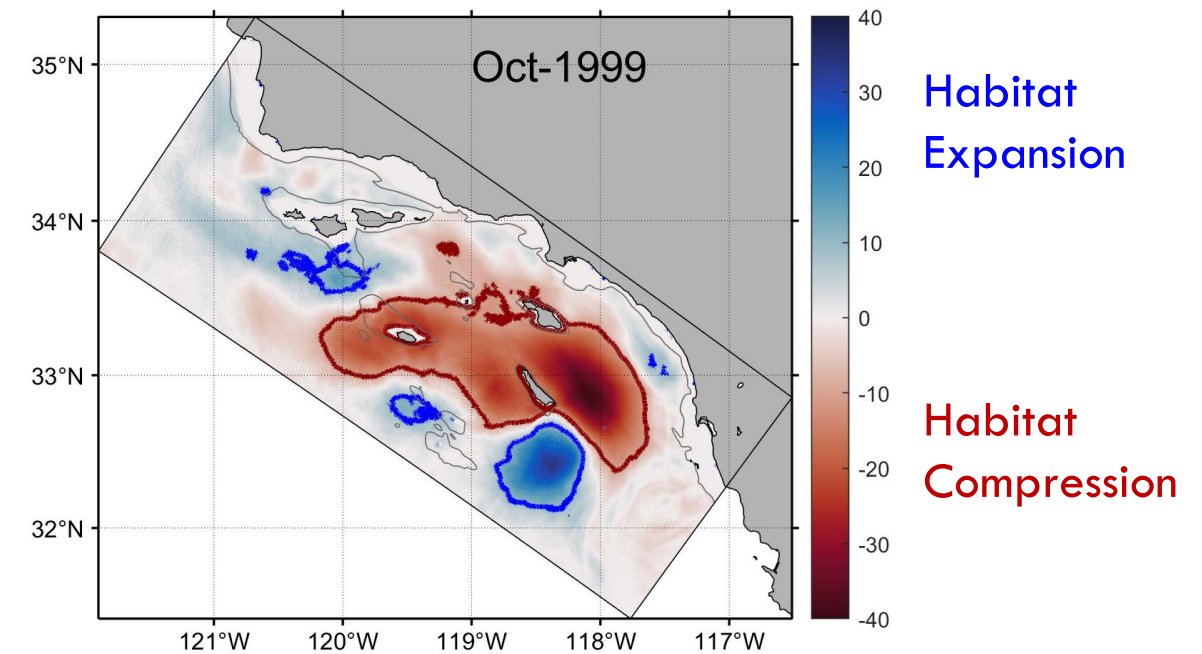 Oct-1999
35°N
34°N
33°N
32°N
121°W
120°W
119°W
118°W
117°W
40
30
20
10
0
-10
-20
-30
-40
Habitat
Expansion
Habitat
Compression